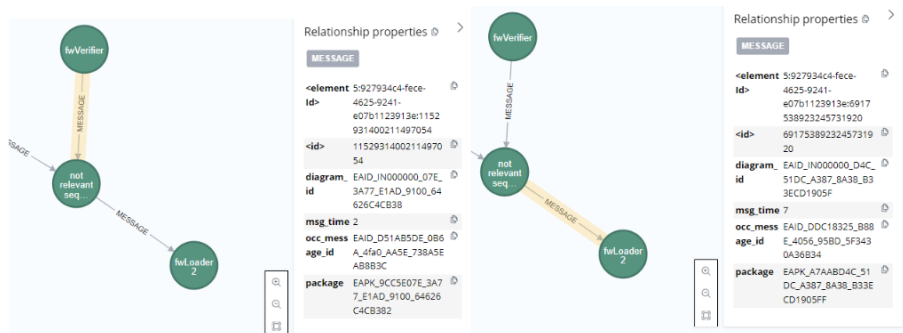 fwVerifier
MESSAGE
MESSAGE
not
relevant
seq...
MESSAGE
fwLoader
2
Relationship properties
MESSAGE
<element 5:927934c4-fece-
Id> 4625-9241-
e07b1123913e:1152
931400211497054
<id> 11529314002114970
54
diagram_ EAID_IN000000_07E_
id 3A77_E1AD_9100_64
626C4CB38
msg_time 2
occ_mess EAID_D51AB5DE_0B6
age_id A_4fa0_AA5E_738A5E
AB8B3C
package EAPK_9CC5E07E_3A7
7_E1AD_9100_64626
C4CB382
fwVerifier
MESSAGE
not
relevant
seq...
MESSAGE
fwLoader
2
Relationship properties
MESSAGE
<element 5:927934c4-fece-
Id> 4625-9241-
e07b1123913e:6917
538923245731920
<id> 69175389232457319
20
diagram_ EAID_IN000000_D4C_
id 51DC_A387_8A38_B3
3ECD1905F
msg_time 7
occ_mess EAID_DDC18325_B88
age_id E_4056_95BD_5F343
0A36B34
package EAPK_A7AABD4C_51
DC_A387_8A38_B33E
CD1905FF